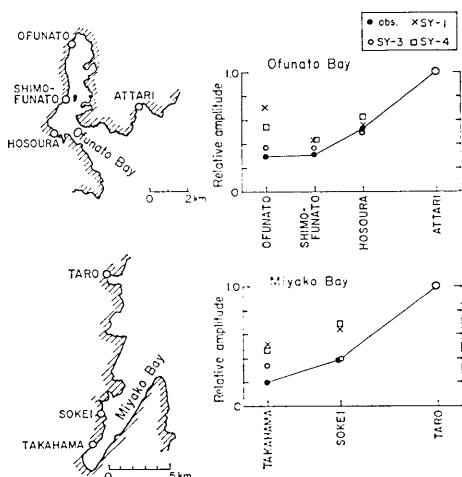 ● obs. × SY-1
○ SY-3 □ SY-4
OFUNATO
SHIMO-
FUNATO
HOSOURA
ATTARI
Ofunato Bay
0 2 km
Ofunato Bay
Relative amplitude
1.0
0
OFUNATO
SHIMO-
FUNATO
HOSOURA
ATTARI
TARO
SOKEI
TAKAHAMA
Miyako Bay
0 5 km
Miyako Bay
Relative amplitude
1.0
0
TAKAHAMA
SOKEI
TARO